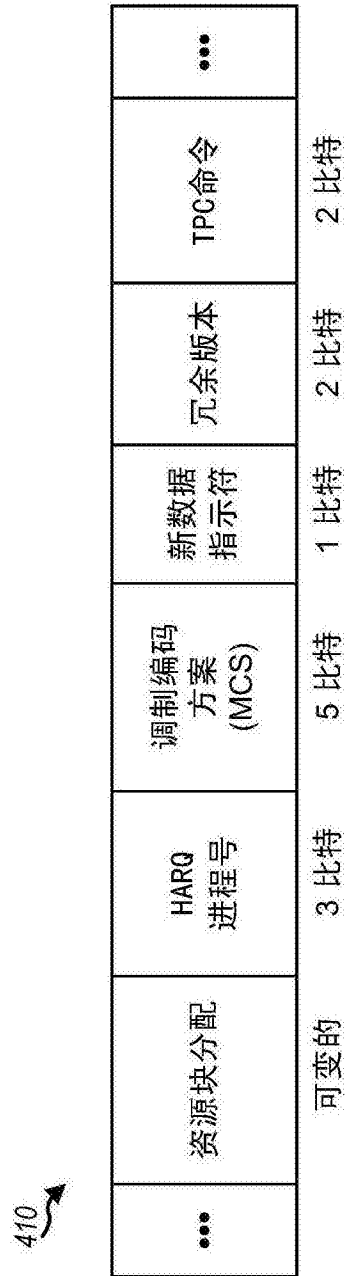 410
•••
资源块分配
HARQ
进程号
调制编码
方案
(MCS)
新数据
指示符
冗余版本
TPC命令
•••
可变的
3 比特
5 比特
1 比特
2 比特
2 比特